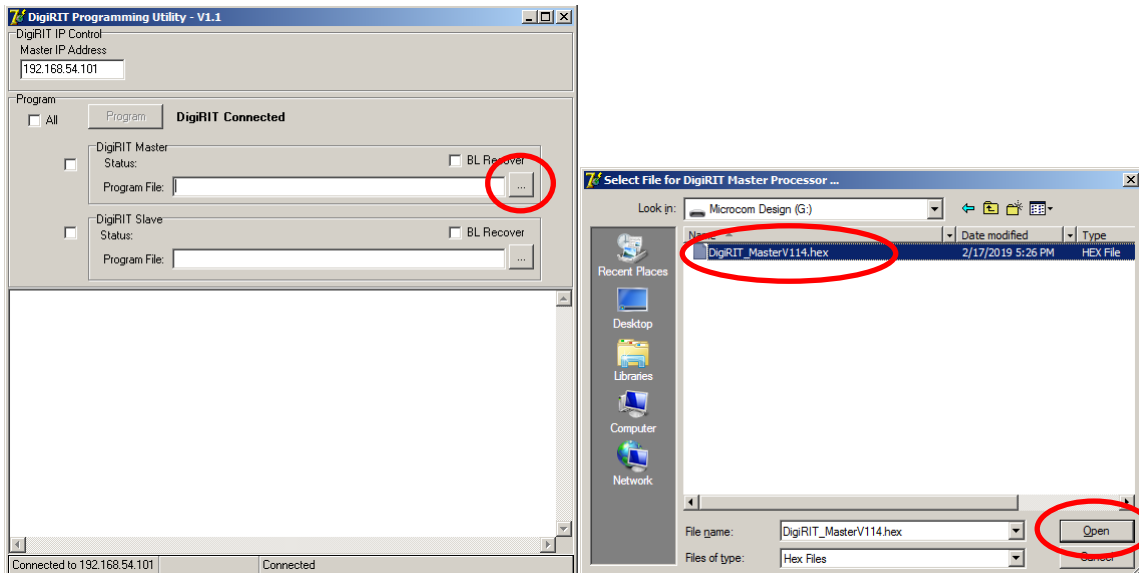 DigiRIT Programming Utility - V1.1
DigiRIT IP Control
Master IP Address
192.168.54.101
Program
All
Program
DigiRIT Connected
DigiRIT Master
Status:
BL Recover
Program File:
...
DigiRIT Slave
Status:
BL Recover
Program File:
...
Connected to 192.168.54.101
Connected
Select File for DigiRIT Master Processor ...
Look in:
Microcom Design (G:)
Name
Date modified
Type
DigiRIT_MasterV114.hex
2/17/2019 5:26 PM
HEX File
Recent Places
Desktop
Libraries
Computer
Network
File name:
DigiRIT_MasterV114.hex
Open
Files of type:
Hex Files
Cancel